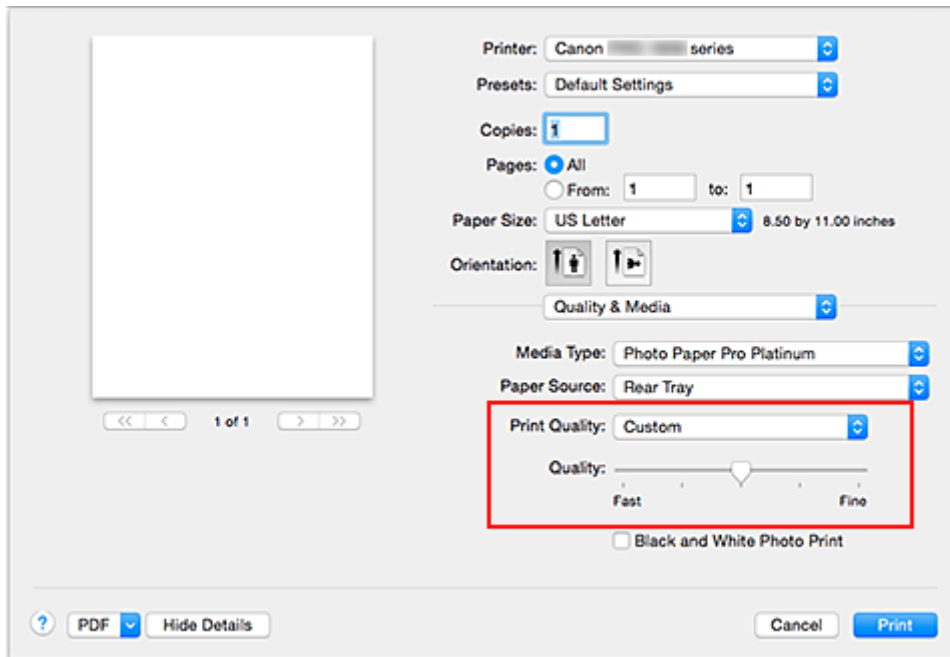 Printer: Canon series
Presets: Default Settings
Copies: 1
Pages: All
From: 1 to: 1
Paper Size: US Letter 8.50 by 11.00 inches
Orientation:
Quality & Media
Media Type: Photo Paper Pro Platinum
Paper Source: Rear Tray
<< < 1 of 1 > >>
Print Quality: Custom
Quality:
Fast Fine
Black and White Photo Print
? PDF Hide Details Cancel Print